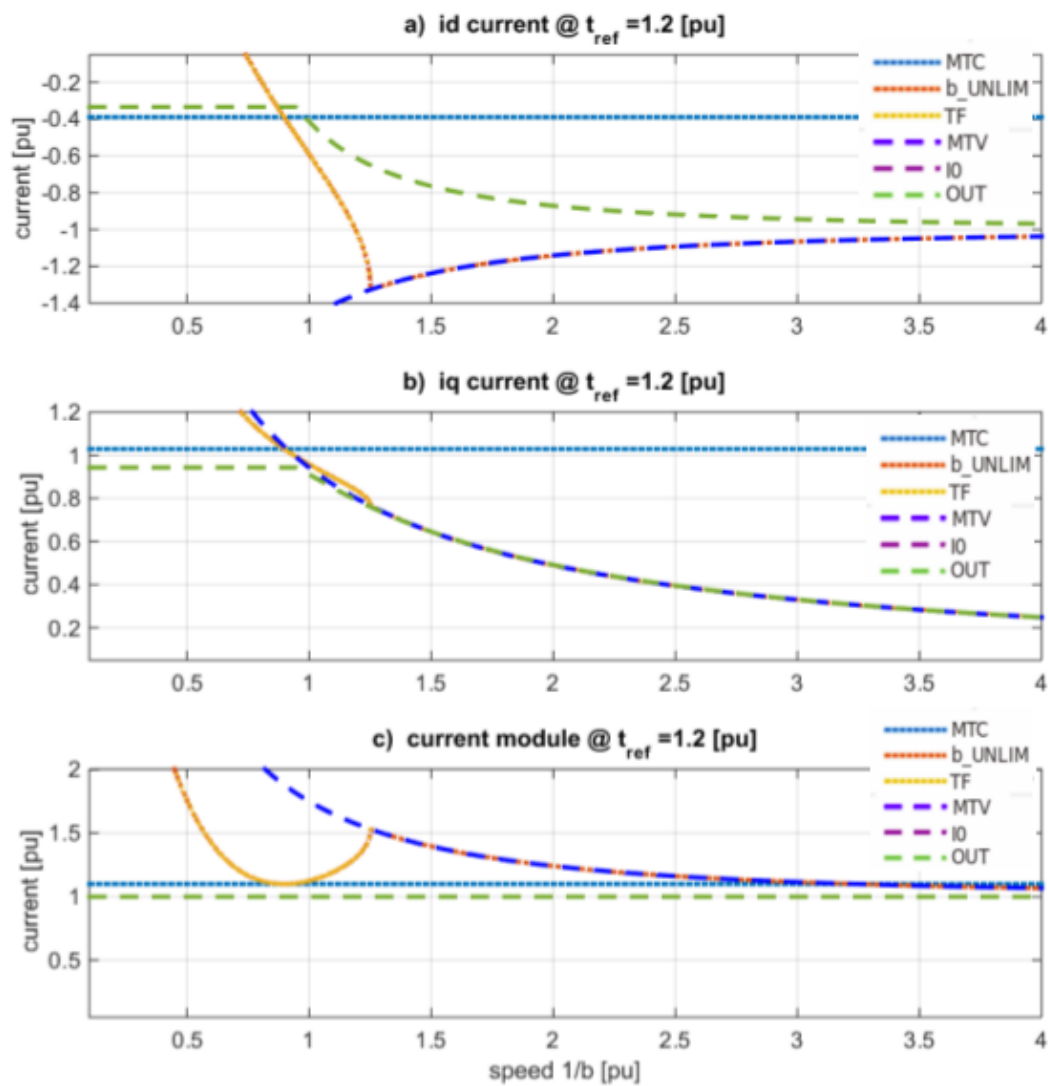 a) id current @ t_ref =1.2 [pu]
current [pu]
-0.2
-0.4
-0.6
-0.8
-1
-1.2
-1.4
0.5 1 1.5 2 2.5 3 3.5 4
MTC
b_UNLIM
TF
MTV
I0
OUT
b) iq current @ t_ref =1.2 [pu]
current [pu]
1.2
1
0.8
0.6
0.4
0.2
0.5 1 1.5 2 2.5 3 3.5 4
MTC
b_UNLIM
TF
MTV
I0
OUT
c) current module @ t_ref =1.2 [pu]
current [pu]
2
1.5
1
0.5
0.5 1 1.5 2 2.5 3 3.5 4
speed 1/b [pu]
MTC
b_UNLIM
TF
MTV
I0
OUT